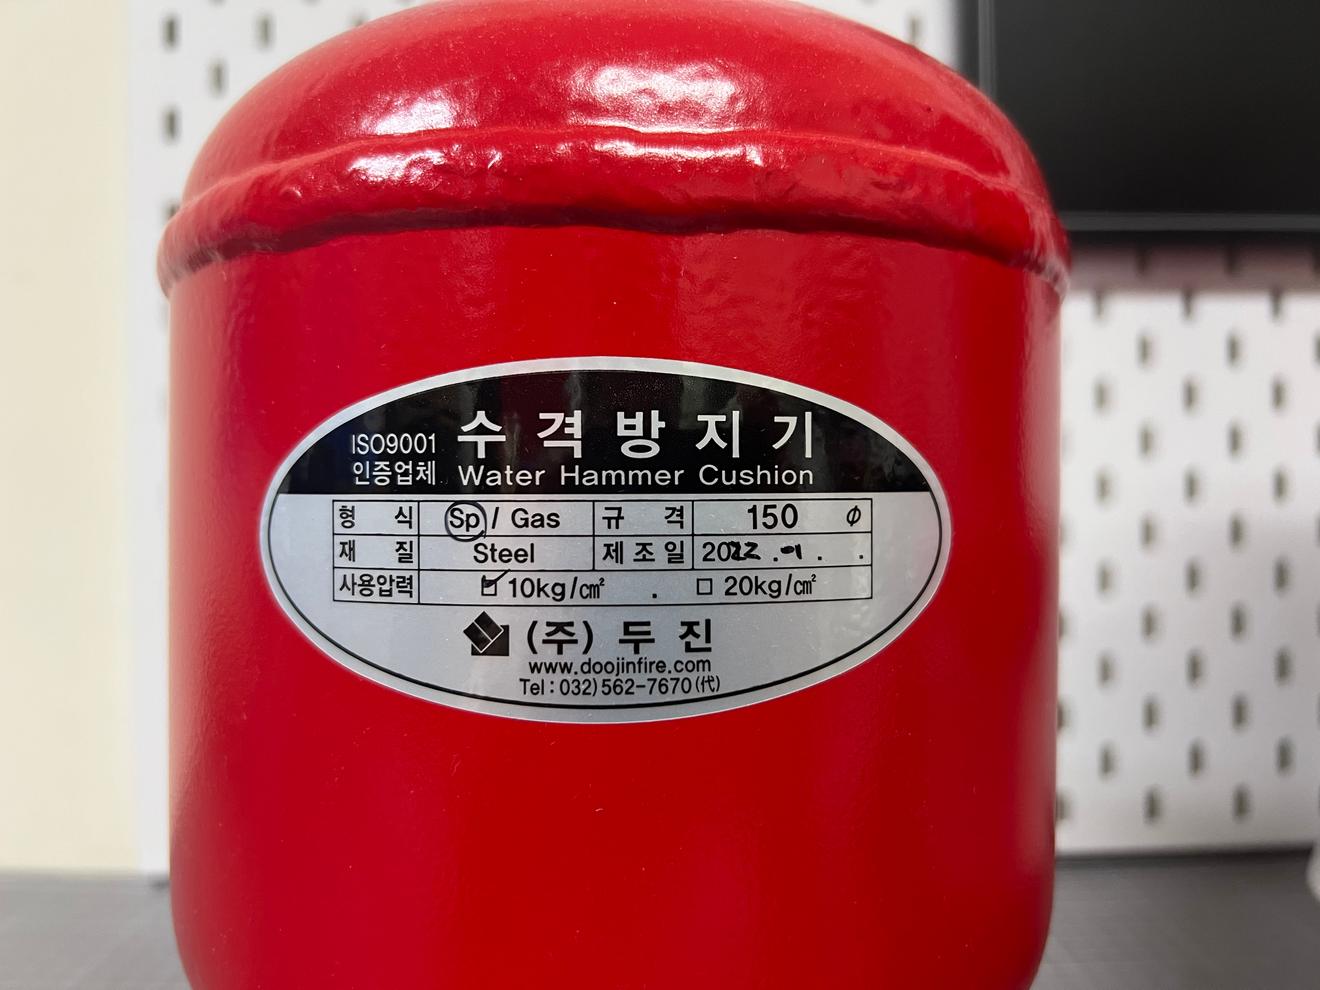 ISO9001 수격방지기
인증업체 Water Hammer Cushion
형 식 Sp / Gas 규 격 150 ⌀
재 질 Steel 제조일 2022 . 1 . .
사용압력 ☑ 10kg/㎠ . □ 20kg/㎠
(주) 두진
www.doojinfire.com
Tel : 032) 562-7670 (代)